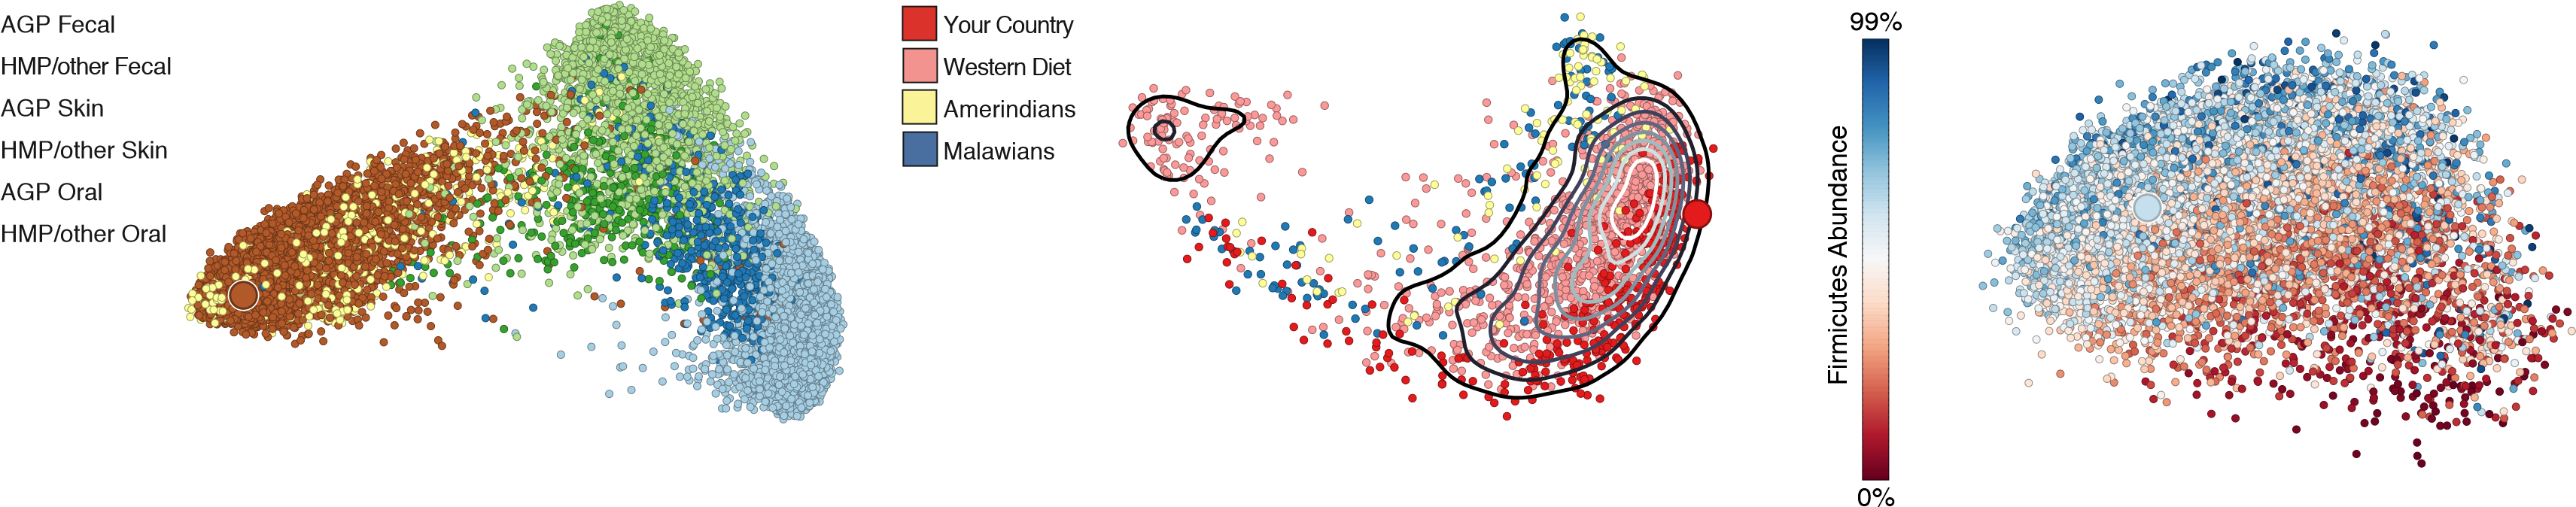 AGP Fecal
HMP/other Fecal
AGP Skin
HMP/other Skin
AGP Oral
HMP/other Oral
Your Country
Western Diet
Amerindians
Malawians
99%
Firmicutes Abundance
0%